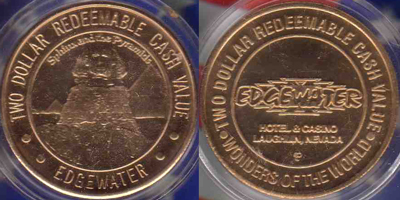 TWO DOLLAR REDEEMABLE CASH VALUE
Sphinx and the Pyramids
EDGEWATER
TWO DOLLAR REDEEMABLE CASH VALUE
EDGEWATER
HOTEL & CASINO
LAUGHLIN, NEVADA
WONDERS OF THE WORLD